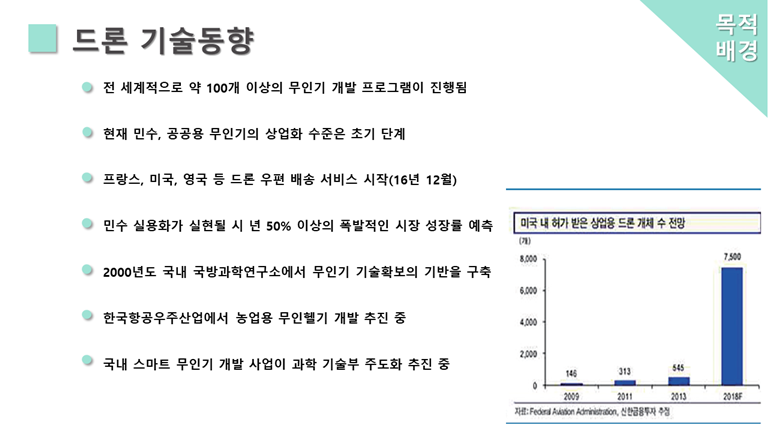 목적
배경
드론 기술동향
전 세계적으로 약 100개 이상의 무인기 개발 프로그램이 진행됨
현재 민수, 공공용 무인기의 상업화 수준은 초기 단계
프랑스, 미국, 영국 등 드론 우편 배송 서비스 시작(16년 12월)
민수 실용화가 실현될 시 년 50% 이상의 폭발적인 시장 성장률 예측
2000년도 국내 국방과학연구소에서 무인기 기술확보의 기반을 구축
한국항공우주산업에서 농업용 무인헬기 개발 추진 중
국내 스마트 무인기 개발 사업이 과학 기술부 주도화 추진 중
미국 내 허가 받은 상업용 드론 개체 수 전망
(개)
8,000
6,000
4,000
2,000
0
146
313
545
7,500
2009
2011
2013
2018F
자료: Federal Aviation Administration, 신한금융투자 추정